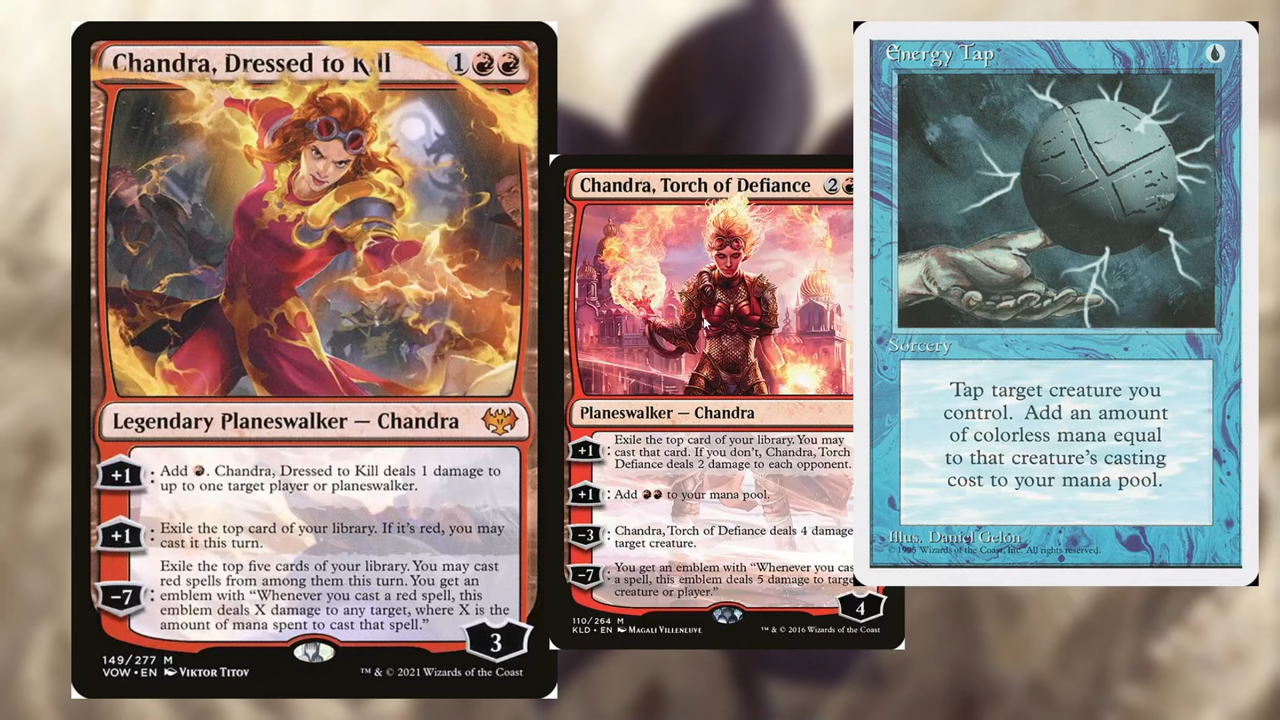 Chandra, Dressed to Kill 1
+1 : Add . Chandra, Dressed to Kill deals 1 damage to
up to one target player or planeswalker.
+1 : Exile the top card of your library. If it's red, you may
cast it this turn.
Exile the top five cards of your library. You may cast
red spells from among them this turn. You get an
-7 : emblem with "Whenever you cast a red spell, this
emblem deals X damage to any target, where X is the
amount of mana spent to cast that spell."
Legendary Planeswalker — Chandra
3
149/277 M
VOW • EN Viktor Titov
™ & © 2021 Wizards of the Coast
Chandra, Torch of Defiance 2
Planeswalker — Chandra
Exile the top card of your library. You may
+1 : cast that card. If you don't, Chandra, Torch
Defiance deals 2 damage to each opponent.
+1 : Add to your mana pool.
-3 : Chandra, Torch of Defiance deals 4 damage
target creature.
You get an emblem with "Whenever you cas
-7 : a spell, this emblem deals 5 damage to targe
creature or player."
4
110/264 M
KLD • EN Magali Villeneuve
™ & © 2016 Wizards of the Coast
Energy Tap
Sorcery
Tap target creature you
control. Add an amount
of colorless mana equal
to that creature's casting
cost to your mana pool.
Illus. Daniel Gelon
© 1995 Wizards of the Coast, Inc. All rights reserved.